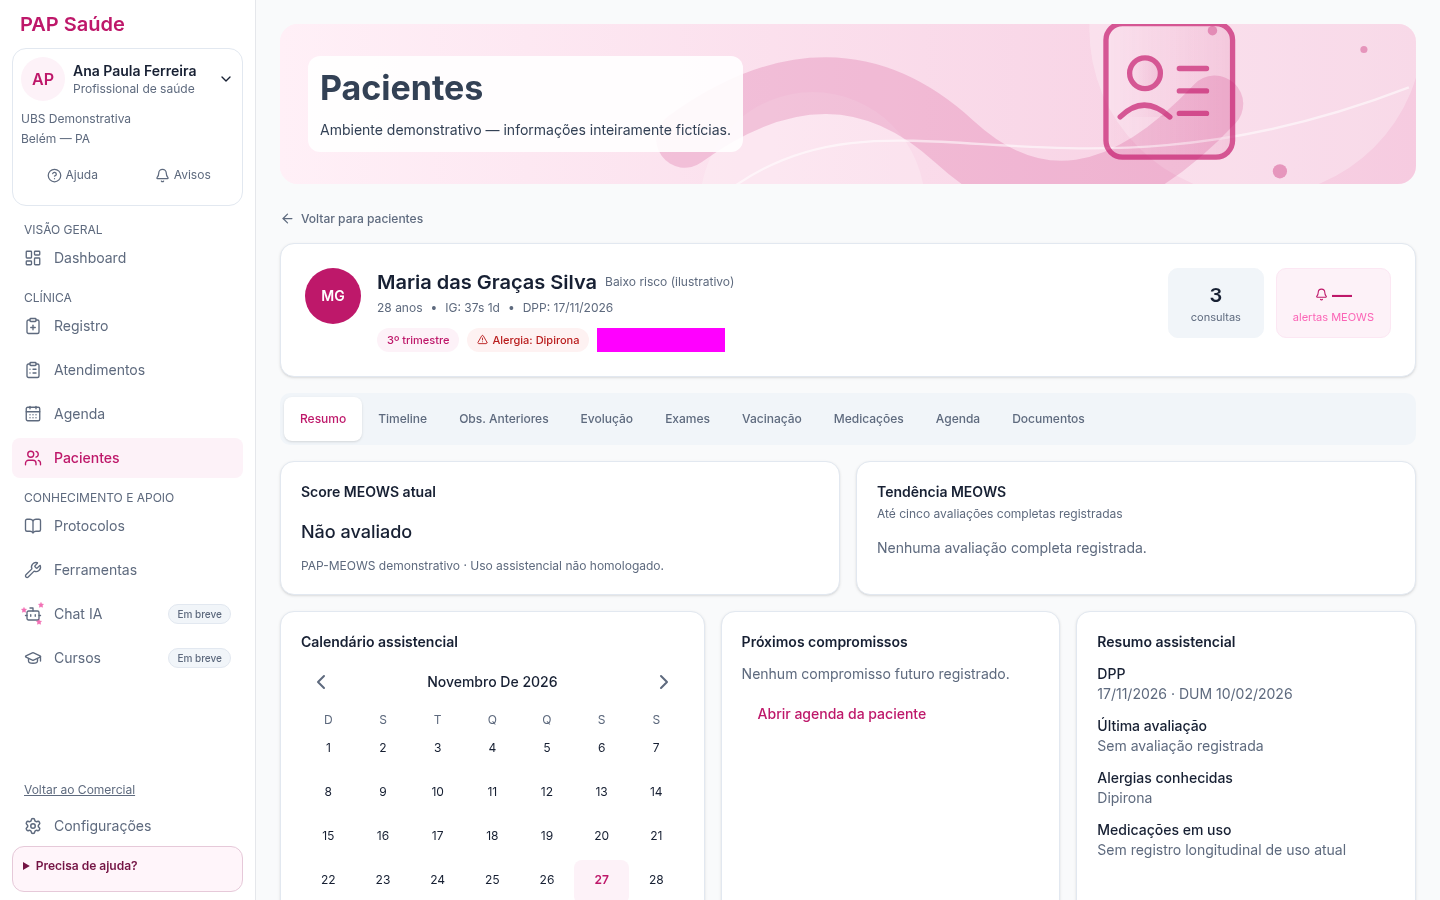 PAP Saúde
AP
Ana Paula Ferreira
Profissional de saúde
UBS Demonstrativa
Belém — PA
Ajuda
Avisos
VISÃO GERAL
Dashboard
CLÍNICA
Registro
Atendimentos
Agenda
Pacientes
CONHECIMENTO E APOIO
Protocolos
Ferramentas
Chat IA
Em breve
Cursos
Em breve
Voltar ao Comercial
Configurações
Precisa de ajuda?
Pacientes
Ambiente demonstrativo — informações inteiramente fictícias.
Voltar para pacientes
MG
Maria das Graças Silva Baixo risco (ilustrativo)
28 anos • IG: 37s 1d • DPP: 17/11/2026
3º trimestre
Alergia: Dipirona
3
consultas
—
alertas MEOWS
Resumo
Timeline
Obs. Anteriores
Evolução
Exames
Vacinação
Medicações
Agenda
Documentos
Score MEOWS atual
Não avaliado
PAP-MEOWS demonstrativo · Uso assistencial não homologado.
Tendência MEOWS
Até cinco avaliações completas registradas
Nenhuma avaliação completa registrada.
Calendário assistencial
Novembro De 2026
D S T Q Q S S
1 2 3 4 5 6 7
8 9 10 11 12 13 14
15 16 17 18 19 20 21
22 23 24 25 26 27 28
Próximos compromissos
Nenhum compromisso futuro registrado.
Abrir agenda da paciente
Resumo assistencial
DPP
17/11/2026 · DUM 10/02/2026
Última avaliação
Sem avaliação registrada
Alergias conhecidas
Dipirona
Medicações em uso
Sem registro longitudinal de uso atual